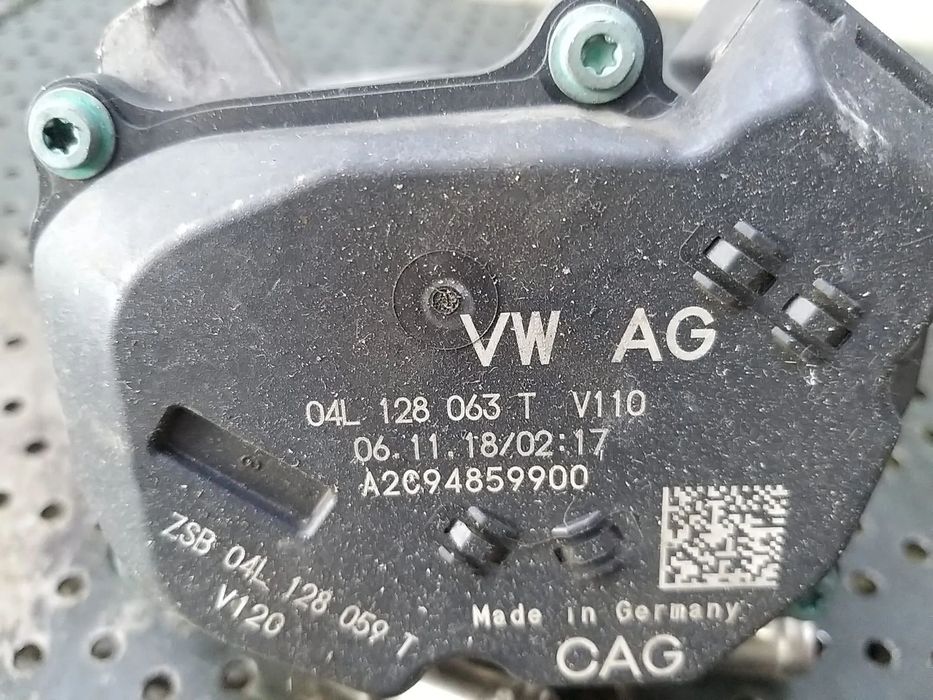 VW AG
04L 128 063 T V110
06.11.18/02:17
A2C94859900
ZSB 04L 128 059 T
V120
Made in Germany
CAG